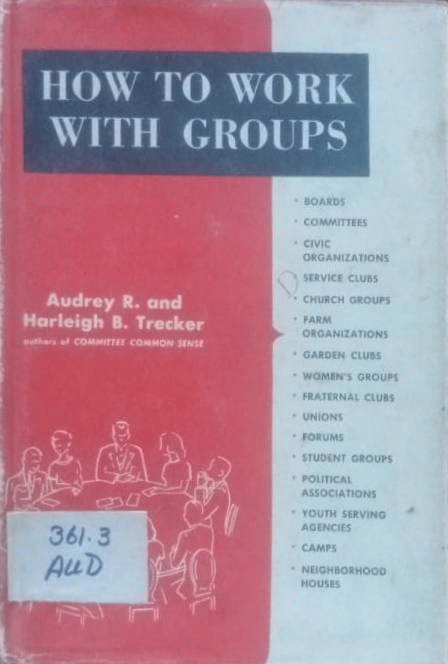 HOW TO WORK
WITH GROUPS
Audrey R. and
Harleigh B. Trecker
authors of COMMITTEE COMMON SENSE
• BOARDS
• COMMITTEES
• CIVIC
ORGANIZATIONS
• SERVICE CLUBS
• CHURCH GROUPS
• FARM
ORGANIZATIONS
• GARDEN CLUBS
• WOMEN'S GROUPS
• FRATERNAL CLUBS
• UNIONS
• FORUMS
• STUDENT GROUPS
• POLITICAL
ASSOCIATIONS
• YOUTH SERVING
AGENCIES
• CAMPS
• NEIGHBORHOOD
HOUSES
361.3
AUD